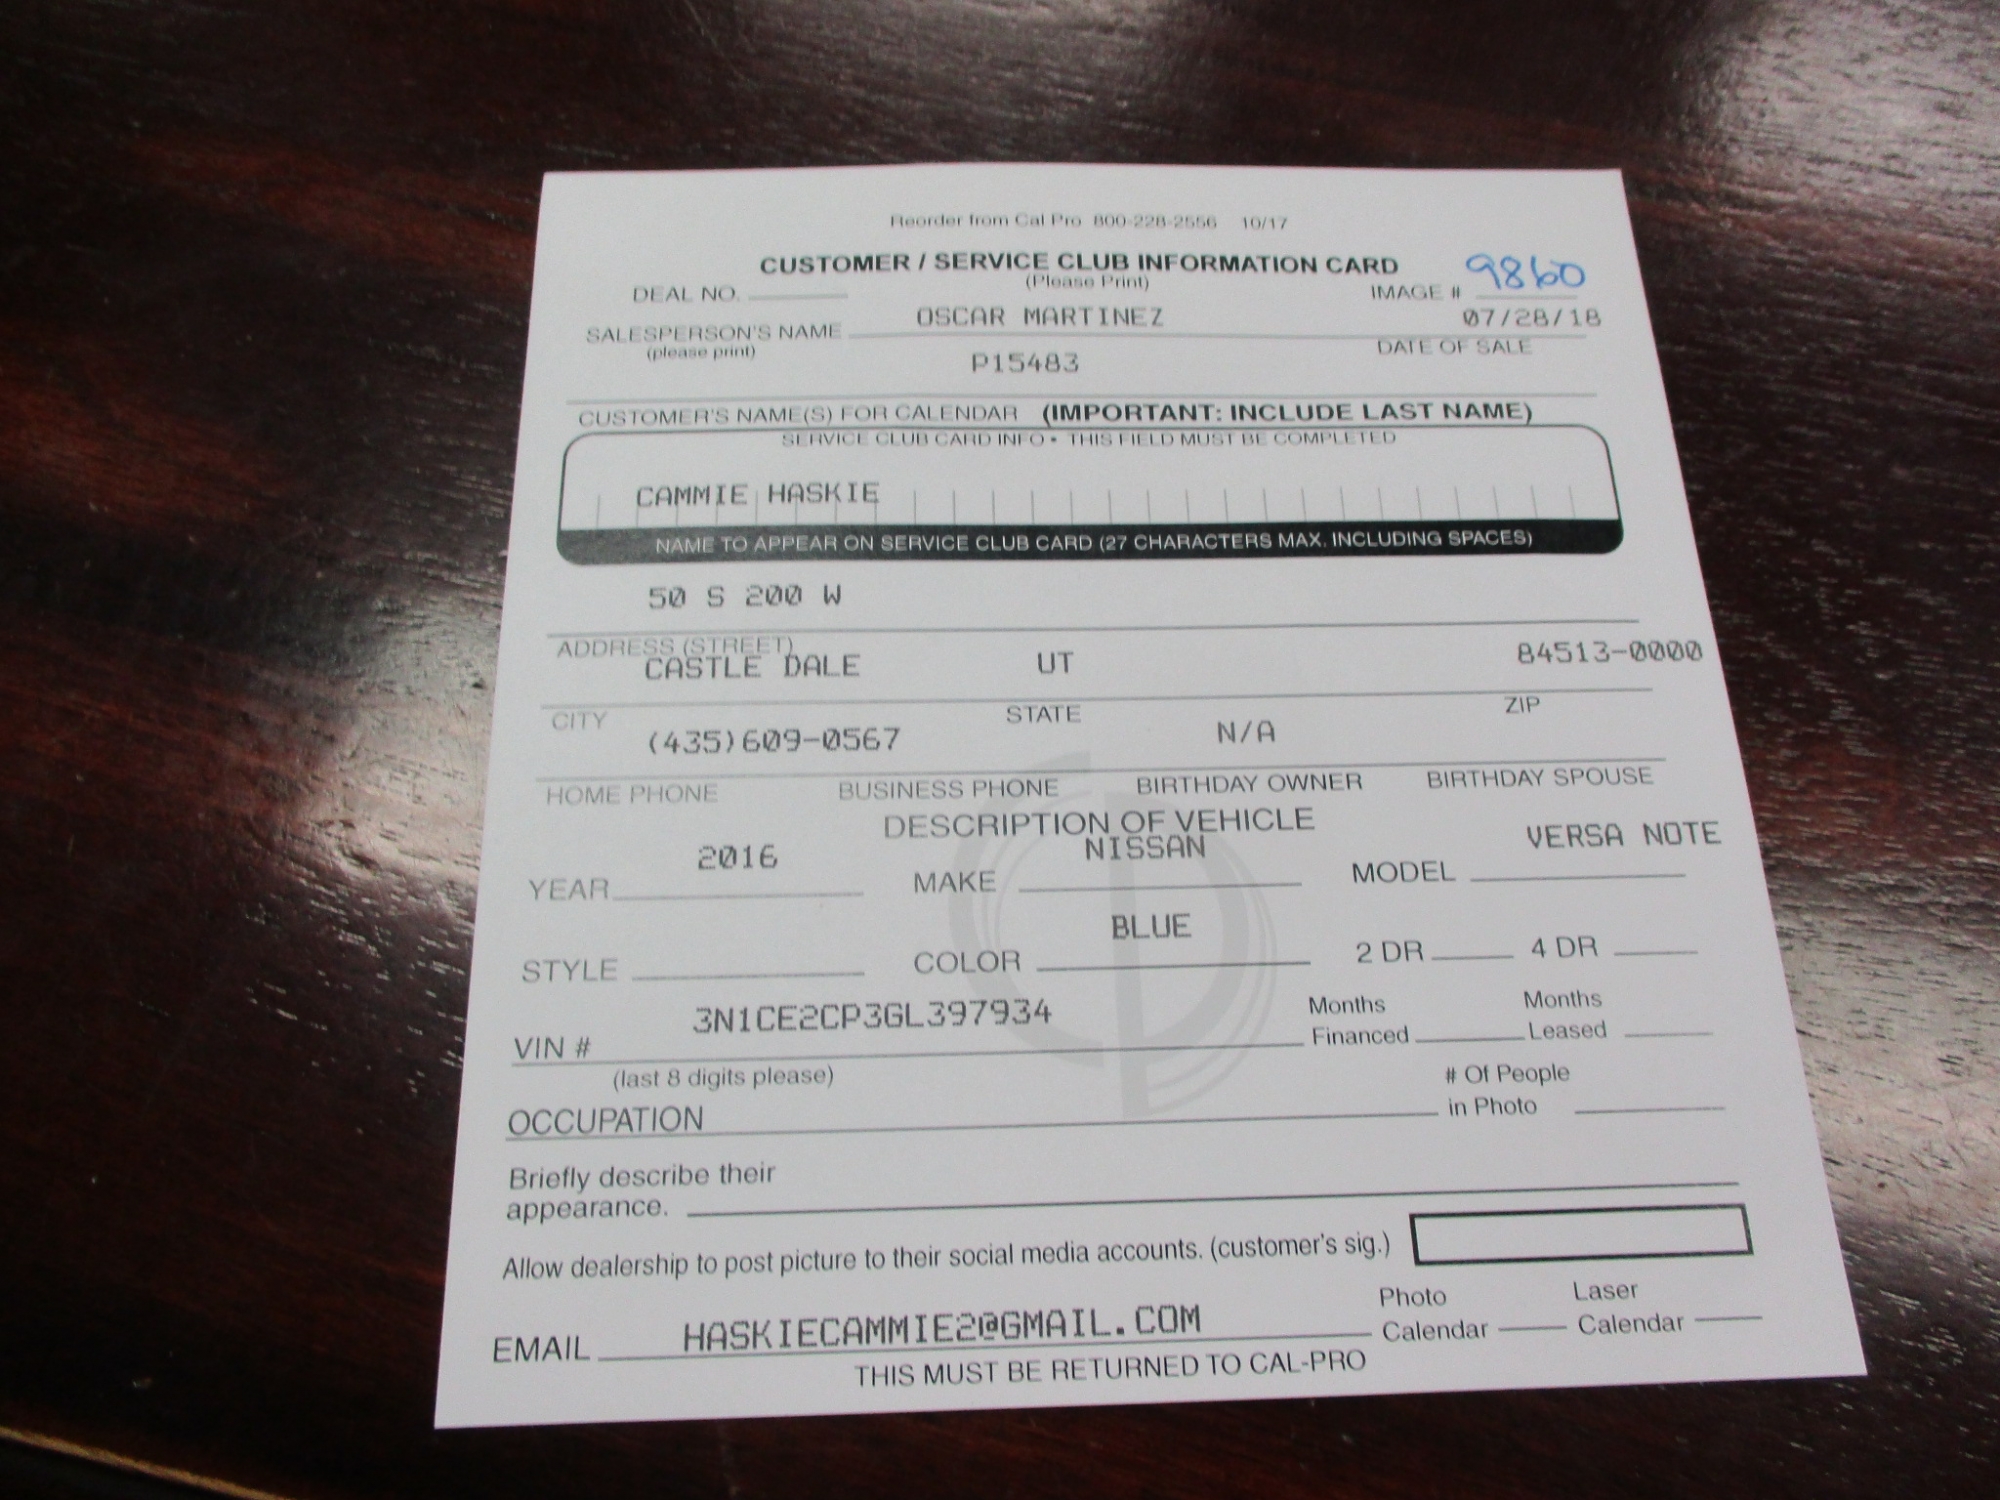 Reorder from Cal Pro 800-228-2556 10/17
CUSTOMER / SERVICE CLUB INFORMATION CARD
(Please Print)
DEAL NO. IMAGE # 9860
OSCAR MARTINEZ 07/28/18
SALESPERSON'S NAME DATE OF SALE
(please print)
P15483
CUSTOMER'S NAME(S) FOR CALENDAR (IMPORTANT: INCLUDE LAST NAME)
SERVICE CLUB CARD INFO • THIS FIELD MUST BE COMPLETED
CAMMIE HASKIE
NAME TO APPEAR ON SERVICE CLUB CARD (27 CHARACTERS MAX. INCLUDING SPACES)
50 S 200 W
ADDRESS (STREET)
CASTLE DALE UT 84513-0000
CITY STATE ZIP
(435)609-0567 N/A
HOME PHONE BUSINESS PHONE BIRTHDAY OWNER BIRTHDAY SPOUSE
DESCRIPTION OF VEHICLE
2016 NISSAN VERSA NOTE
YEAR MAKE MODEL
BLUE
STYLE COLOR 2 DR 4 DR
3N1CE2CP3GL397934
VIN # Months Financed Months Leased
(last 8 digits please)
OCCUPATION # Of People in Photo
Briefly describe their
appearance.
Allow dealership to post picture to their social media accounts. (customer's sig.)
EMAIL HASKIECAMMIE2@GMAIL.COM Photo Calendar Laser Calendar
THIS MUST BE RETURNED TO CAL-PRO